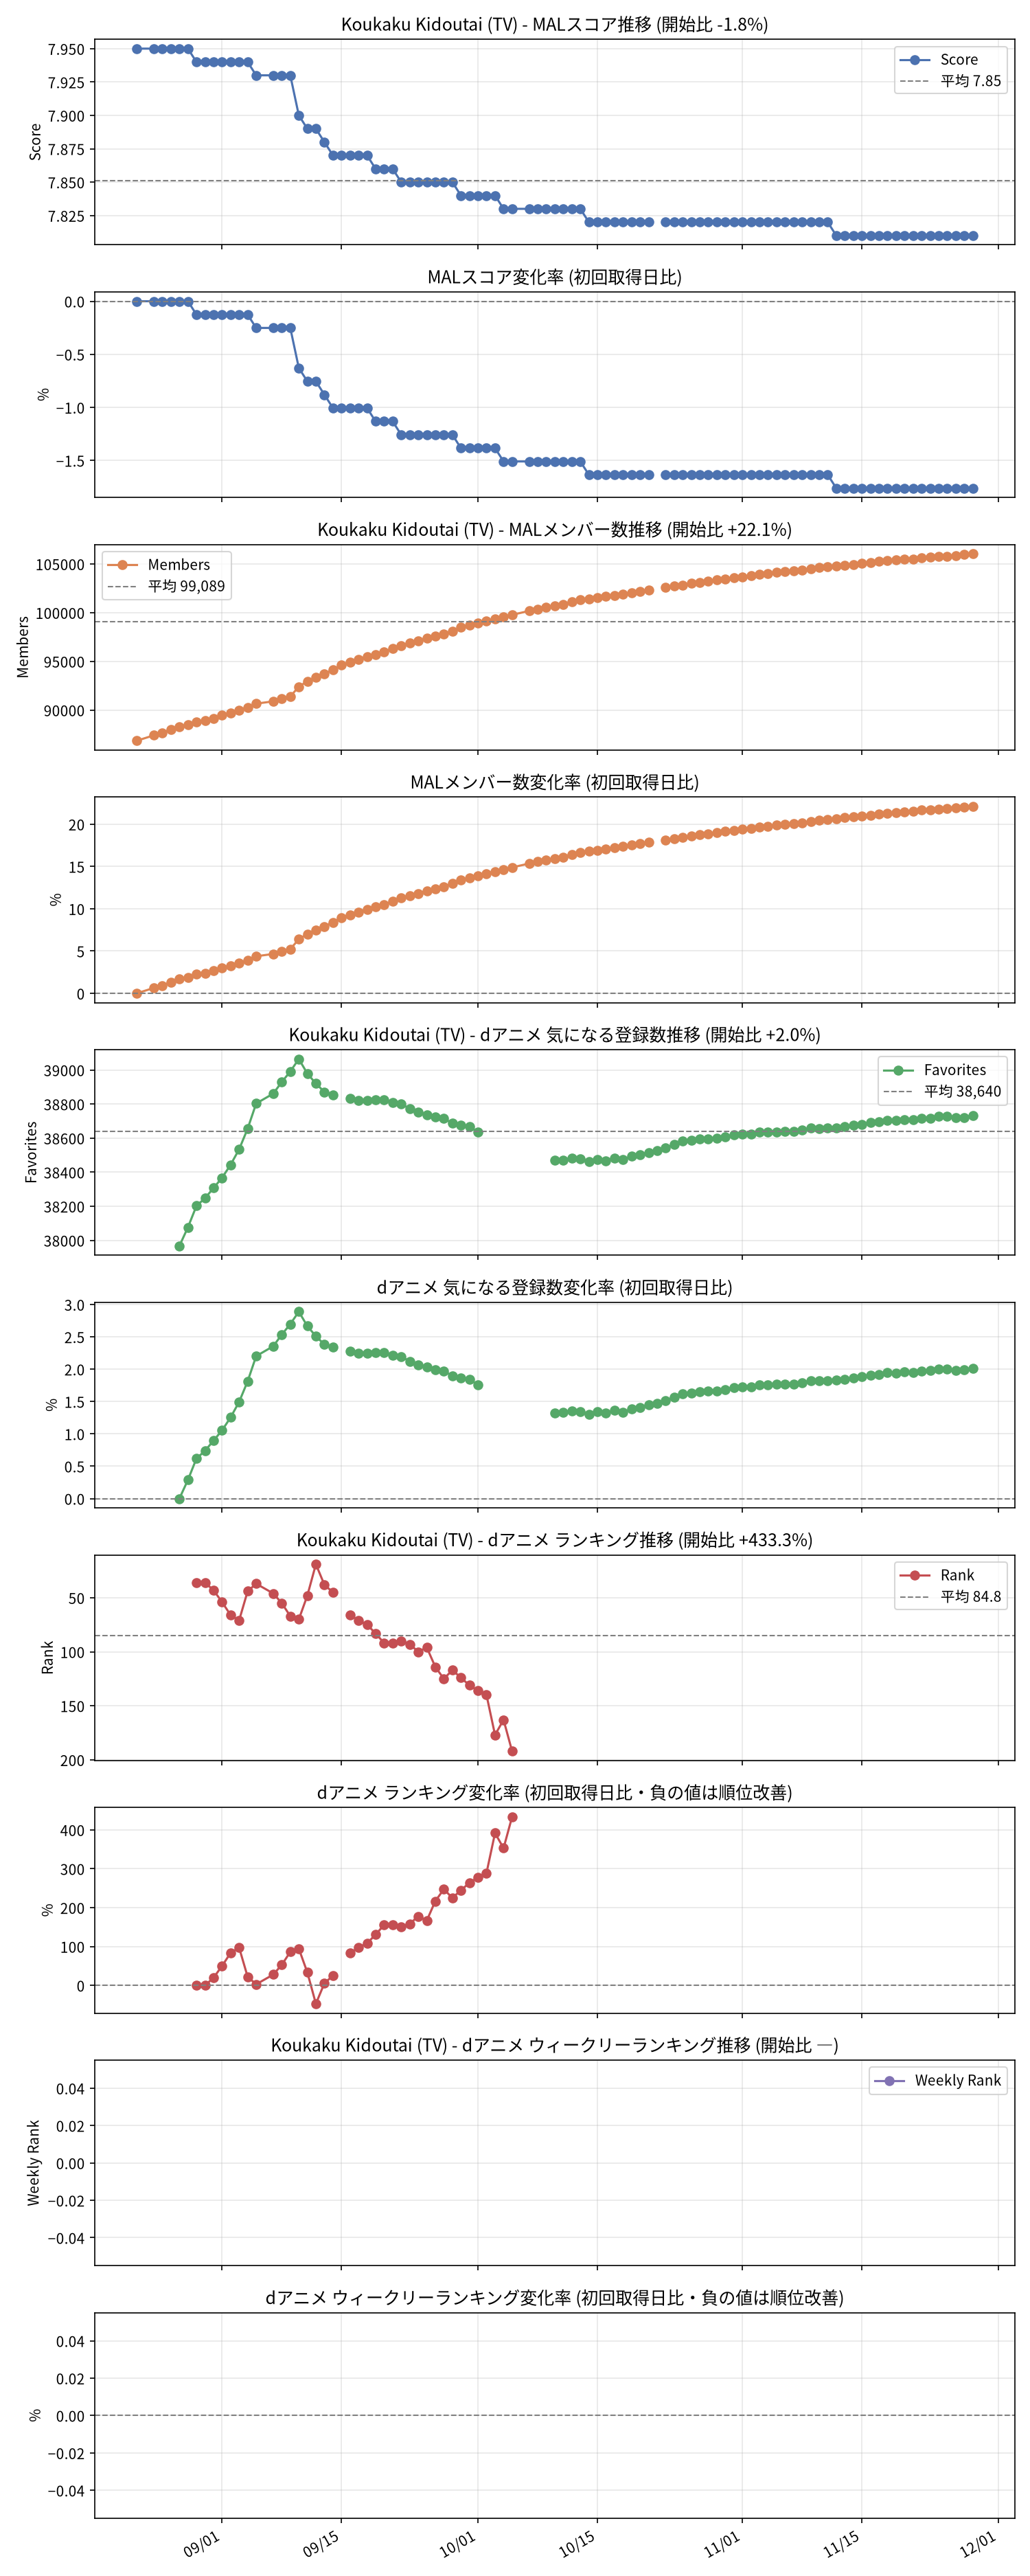 Koukaku Kidoutai (TV) - MALスコア推移 (開始比 -1.8%)
7.950
7.925
7.900
7.875
7.850
7.825
Score
Score
平均 7.85
MALスコア変化率 (初回取得日比)
0.0
−0.5
−1.0
−1.5
%
Koukaku Kidoutai (TV) - MALメンバー数推移 (開始比 +22.1%)
105000
100000
95000
90000
Members
Members
平均 99,089
MALメンバー数変化率 (初回取得日比)
20
15
10
5
0
%
Koukaku Kidoutai (TV) - dアニメ 気になる登録数推移 (開始比 +2.0%)
39000
38800
38600
38400
38200
38000
Favorites
Favorites
平均 38,640
dアニメ 気になる登録数変化率 (初回取得日比)
3.0
2.5
2.0
1.5
1.0
0.5
0.0
%
Koukaku Kidoutai (TV) - dアニメ ランキング推移 (開始比 +433.3%)
50
100
150
200
Rank
Rank
平均 84.8
dアニメ ランキング変化率 (初回取得日比・負の値は順位改善)
400
300
200
100
0
%
Koukaku Kidoutai (TV) - dアニメ ウィークリーランキング推移 (開始比 —)
0.04
0.02
0.00
−0.02
−0.04
Weekly Rank
Weekly Rank
dアニメ ウィークリーランキング変化率 (初回取得日比・負の値は順位改善)
0.04
0.02
0.00
−0.02
−0.04
%
09/01
09/15
10/01
10/15
11/01
11/15
12/01